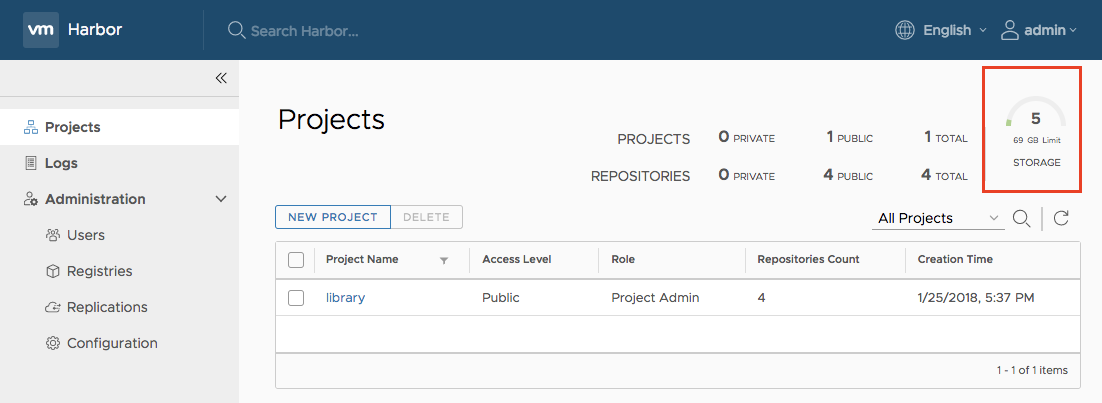 vm Harbor Search Harbor... English admin
Projects
Logs
Administration
Users
Registries
Replications
Configuration
Projects
PROJECTS 0 PRIVATE 1 PUBLIC 1 TOTAL
REPOSITORIES 0 PRIVATE 4 PUBLIC 4 TOTAL
5
69 GB Limit
STORAGE
NEW PROJECT DELETE All Projects
Project Name Access Level Role Repositories Count Creation Time
library Public Project Admin 4 1/25/2018, 5:37 PM
1 - 1 of 1 items